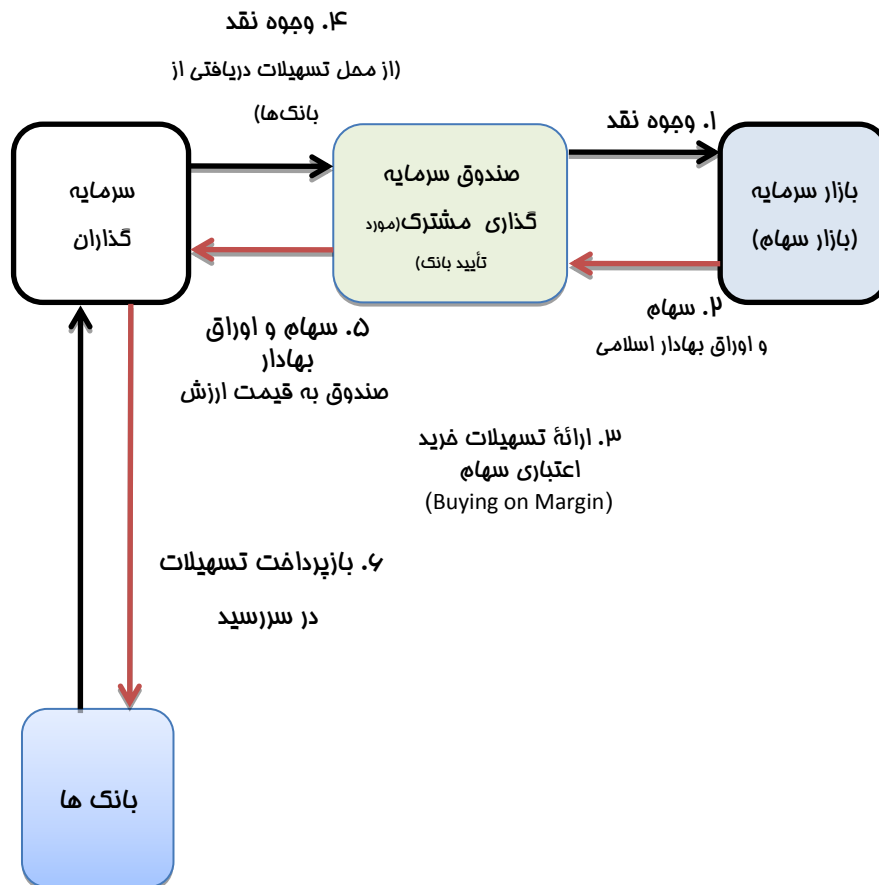 ۴. وجوه نقد
(از محل تسهیلات دریافتی از
بانک‌ها)
۱. وجوه نقد
سرمایه
گذاران
صندوق سرمایه
گذاری مشترک(مورد
تأیید بانک)
بازار سرمایه
(بازار سهام)
۲. سهام
و اوراق بهادار اسلامی
۵. سهام و اوراق
بهادار
صندوق به قیمت ارزش
۳. ارائۀ تسهیلات خرید
اعتباری سهام
(Buying on Margin)
۶. بازپرداخت تسهیلات
در سررسید
بانک ها